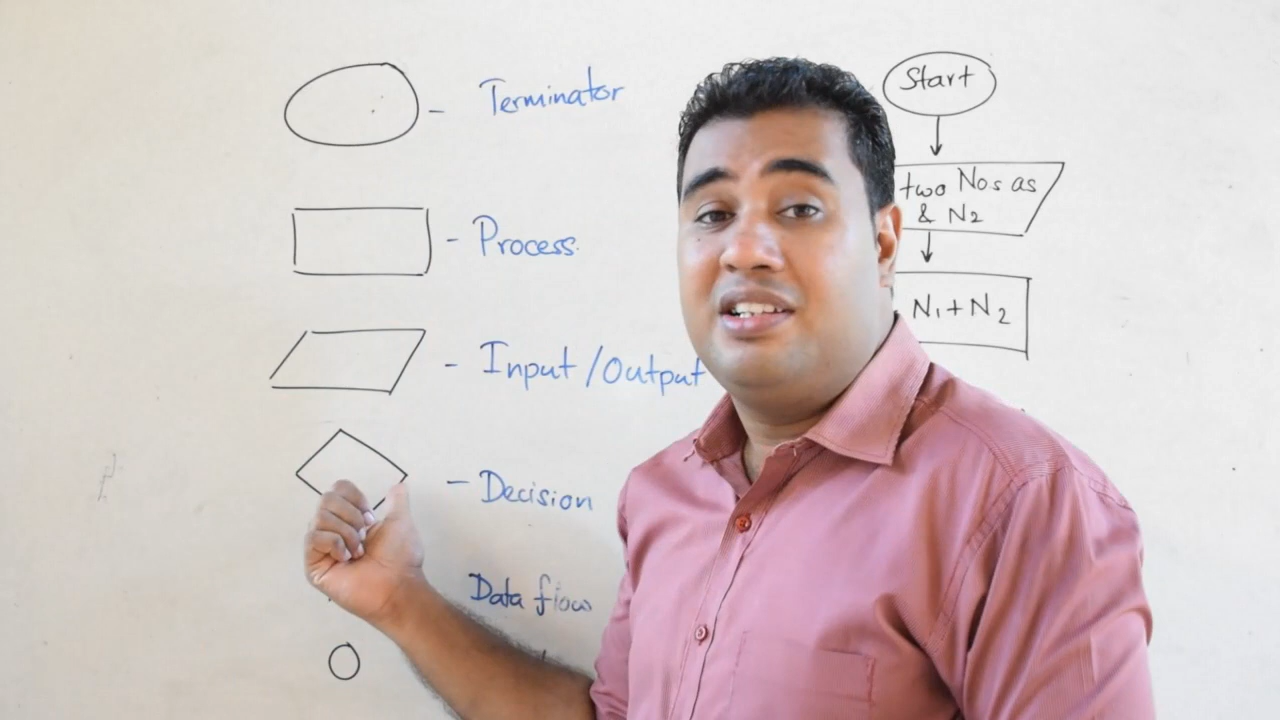 - Terminator
- Process.
- Input/Output
- Decision
Data flow
Start
two Nos as
& N2
N1+N2